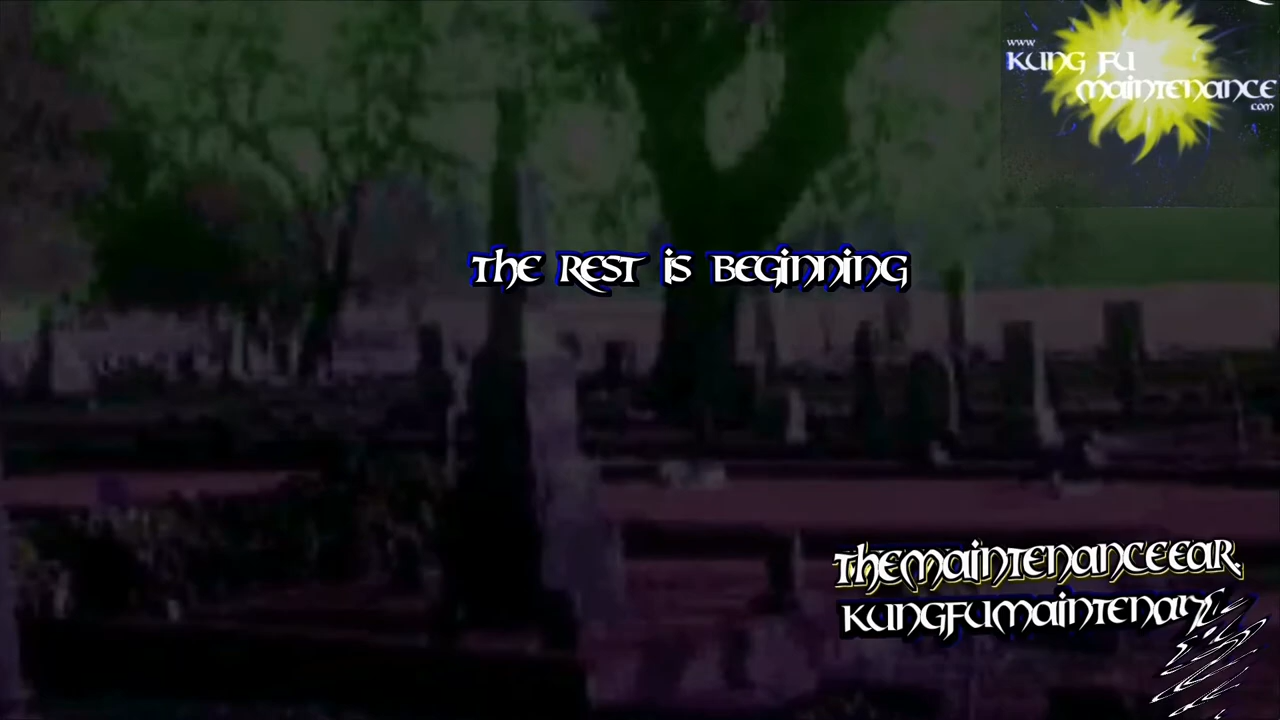 www
KUNG FU
MAINTENANCE
.com
THE REST IS BEGINNING
THEMAINTENANCEEAR